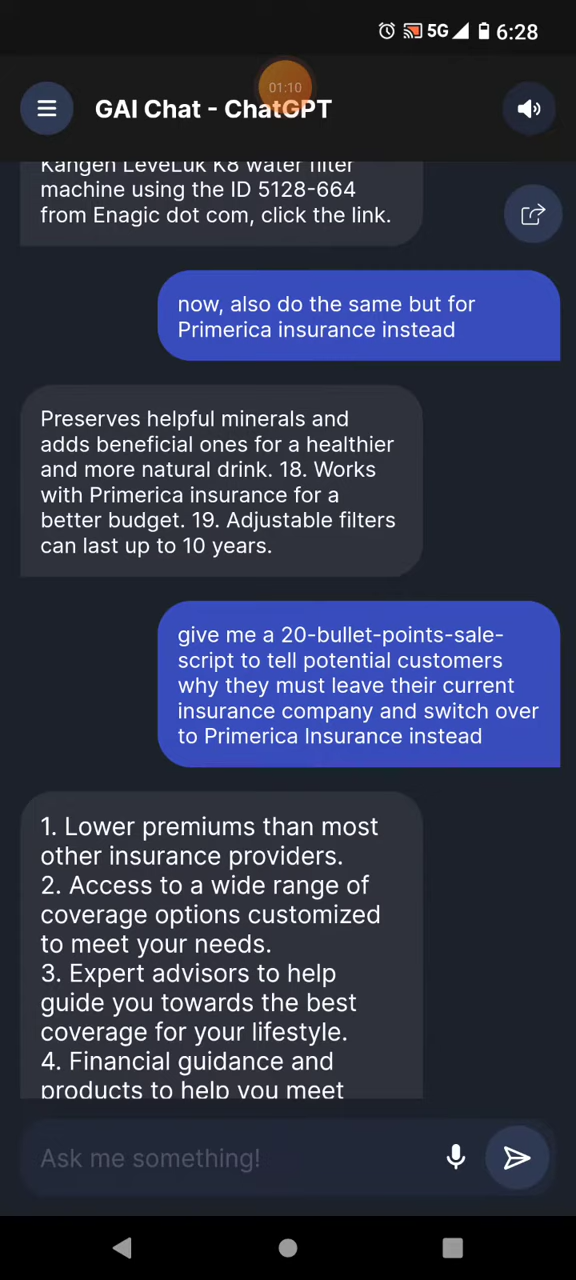 5G 6:28
01:10
GAI Chat - ChatGPT
Kangen LeveLuk K8 water filter
machine using the ID 5128-664
from Enagic dot com, click the link.
now, also do the same but for
Primerica insurance instead
Preserves helpful minerals and
adds beneficial ones for a healthier
and more natural drink. 18. Works
with Primerica insurance for a
better budget. 19. Adjustable filters
can last up to 10 years.
give me a 20-bullet-points-sale-
script to tell potential customers
why they must leave their current
insurance company and switch over
to Primerica Insurance instead
1. Lower premiums than most
other insurance providers.
2. Access to a wide range of
coverage options customized
to meet your needs.
3. Expert advisors to help
guide you towards the best
coverage for your lifestyle.
4. Financial guidance and
products to help you meet
Ask me something!